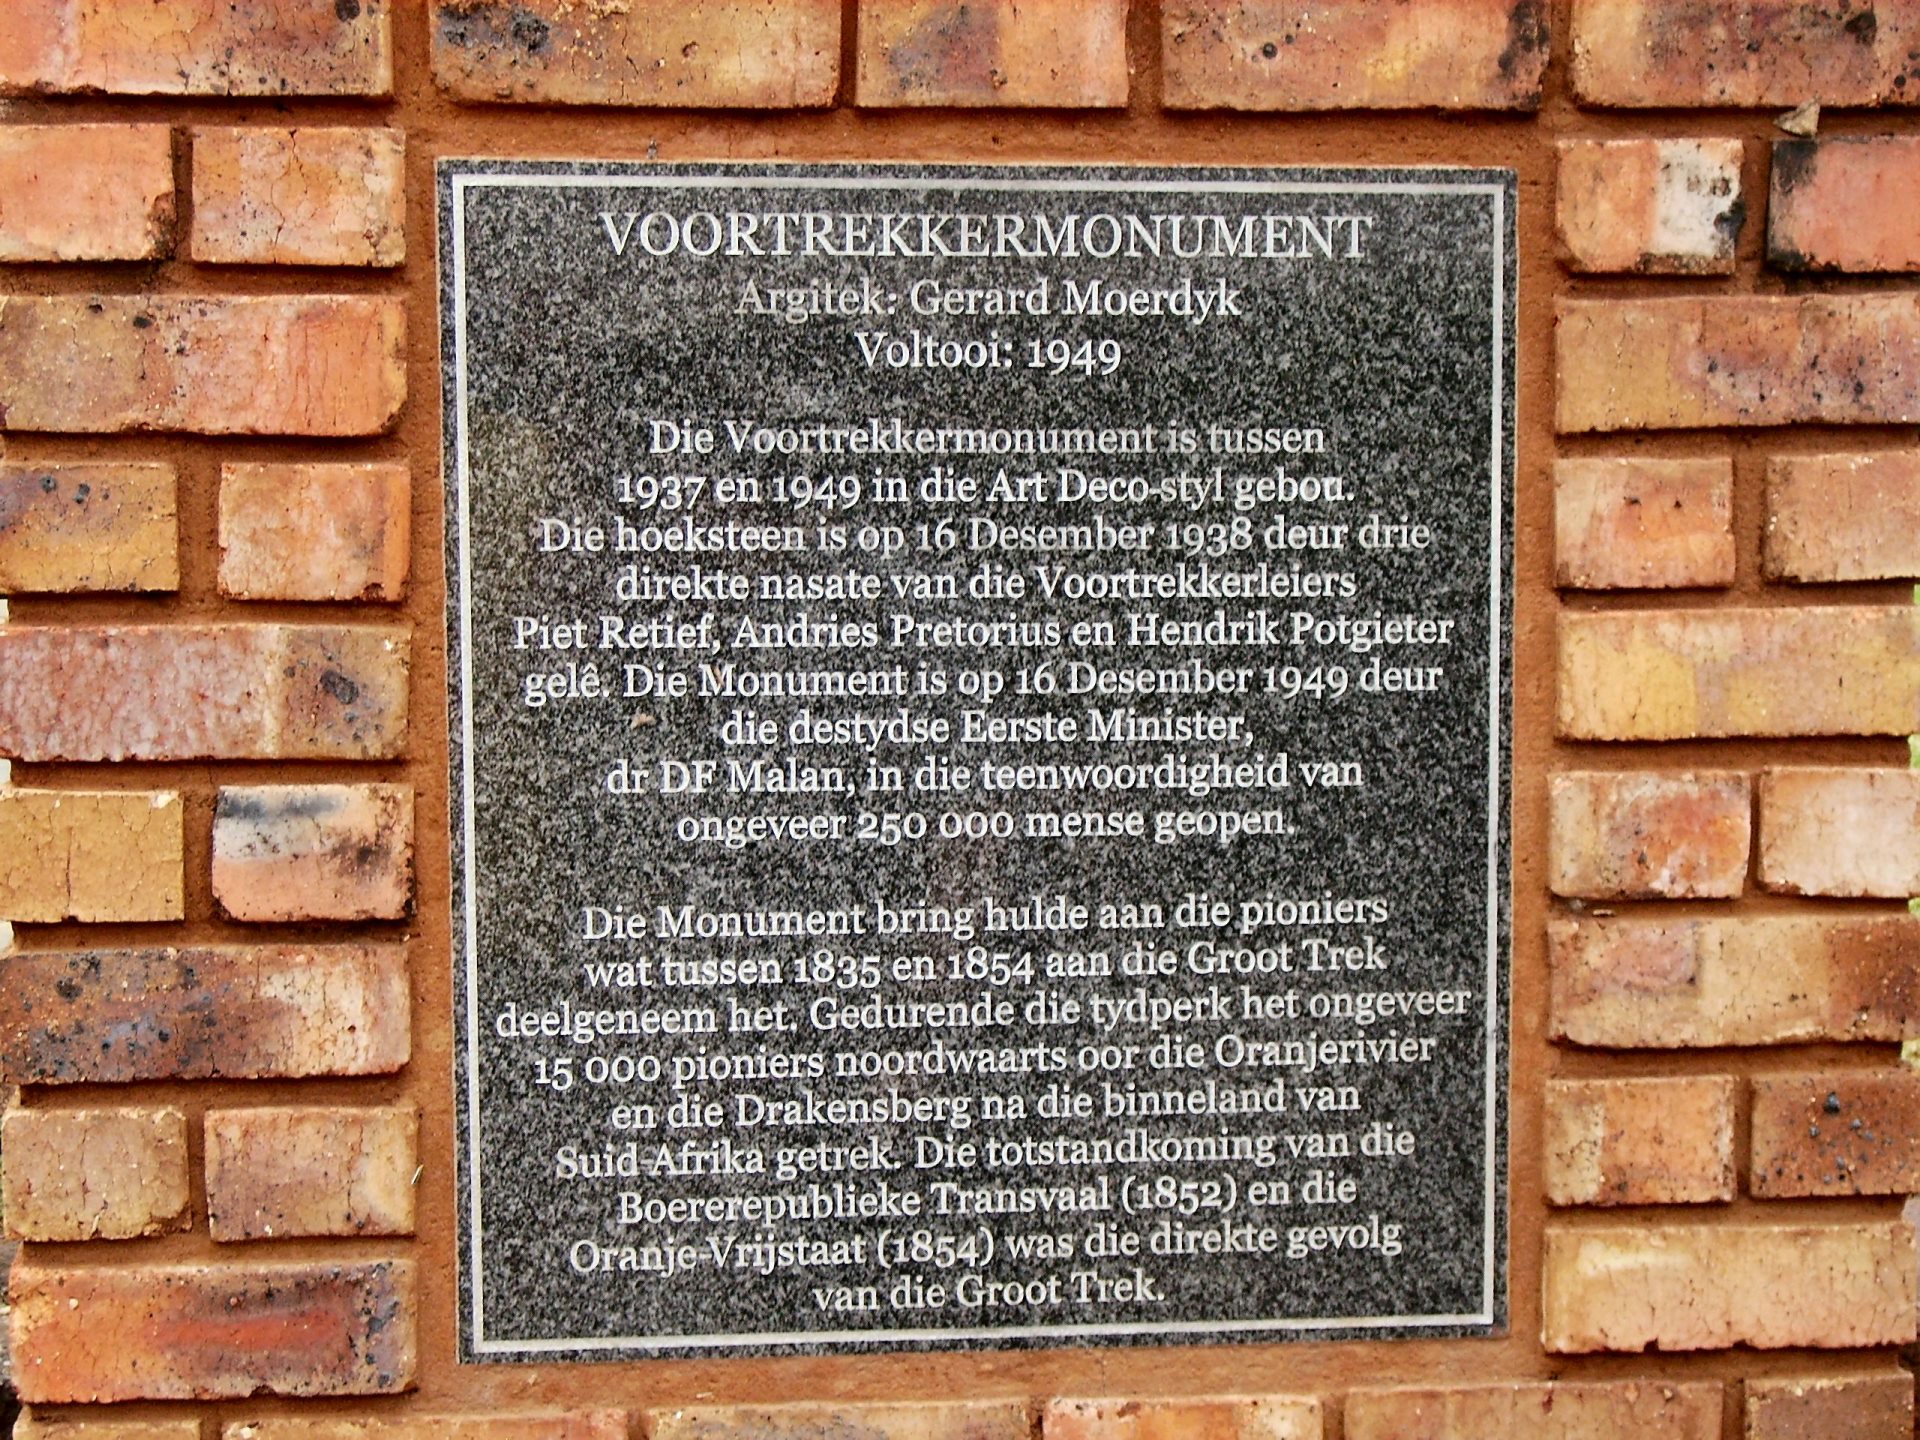 VOORTREKKERMONUMENT
Argitek: Gerard Moerdyk
Voltooi: 1949
Die Voortrekkermonument is tussen
1937 en 1949 in die Art Deco-styl gebou.
Die hoeksteen is op 16 Desember 1938 deur drie
direkte nasate van die Voortrekkerleiers
Piet Retief, Andries Pretorius en Hendrik Potgieter
gelê. Die Monument is op 16 Desember 1949 deur
die destydse Eerste Minister,
dr DF Malan, in die teenwoordigheid van
ongeveer 250 000 mense geopen.
Die Monument bring hulde aan die pioniers
wat tussen 1835 en 1854 aan die Groot Trek
deelgeneem het. Gedurende die tydperk het ongeveer
15 000 pioniers noordwaarts oor die Oranjerivier
en die Drakensberg na die binneland van
Suid-Afrika getrek. Die totstandkoming van die
Boererepublieke Transvaal (1852) en die
Oranje-Vrijstaat (1854) was die direkte gevolg
van die Groot Trek.